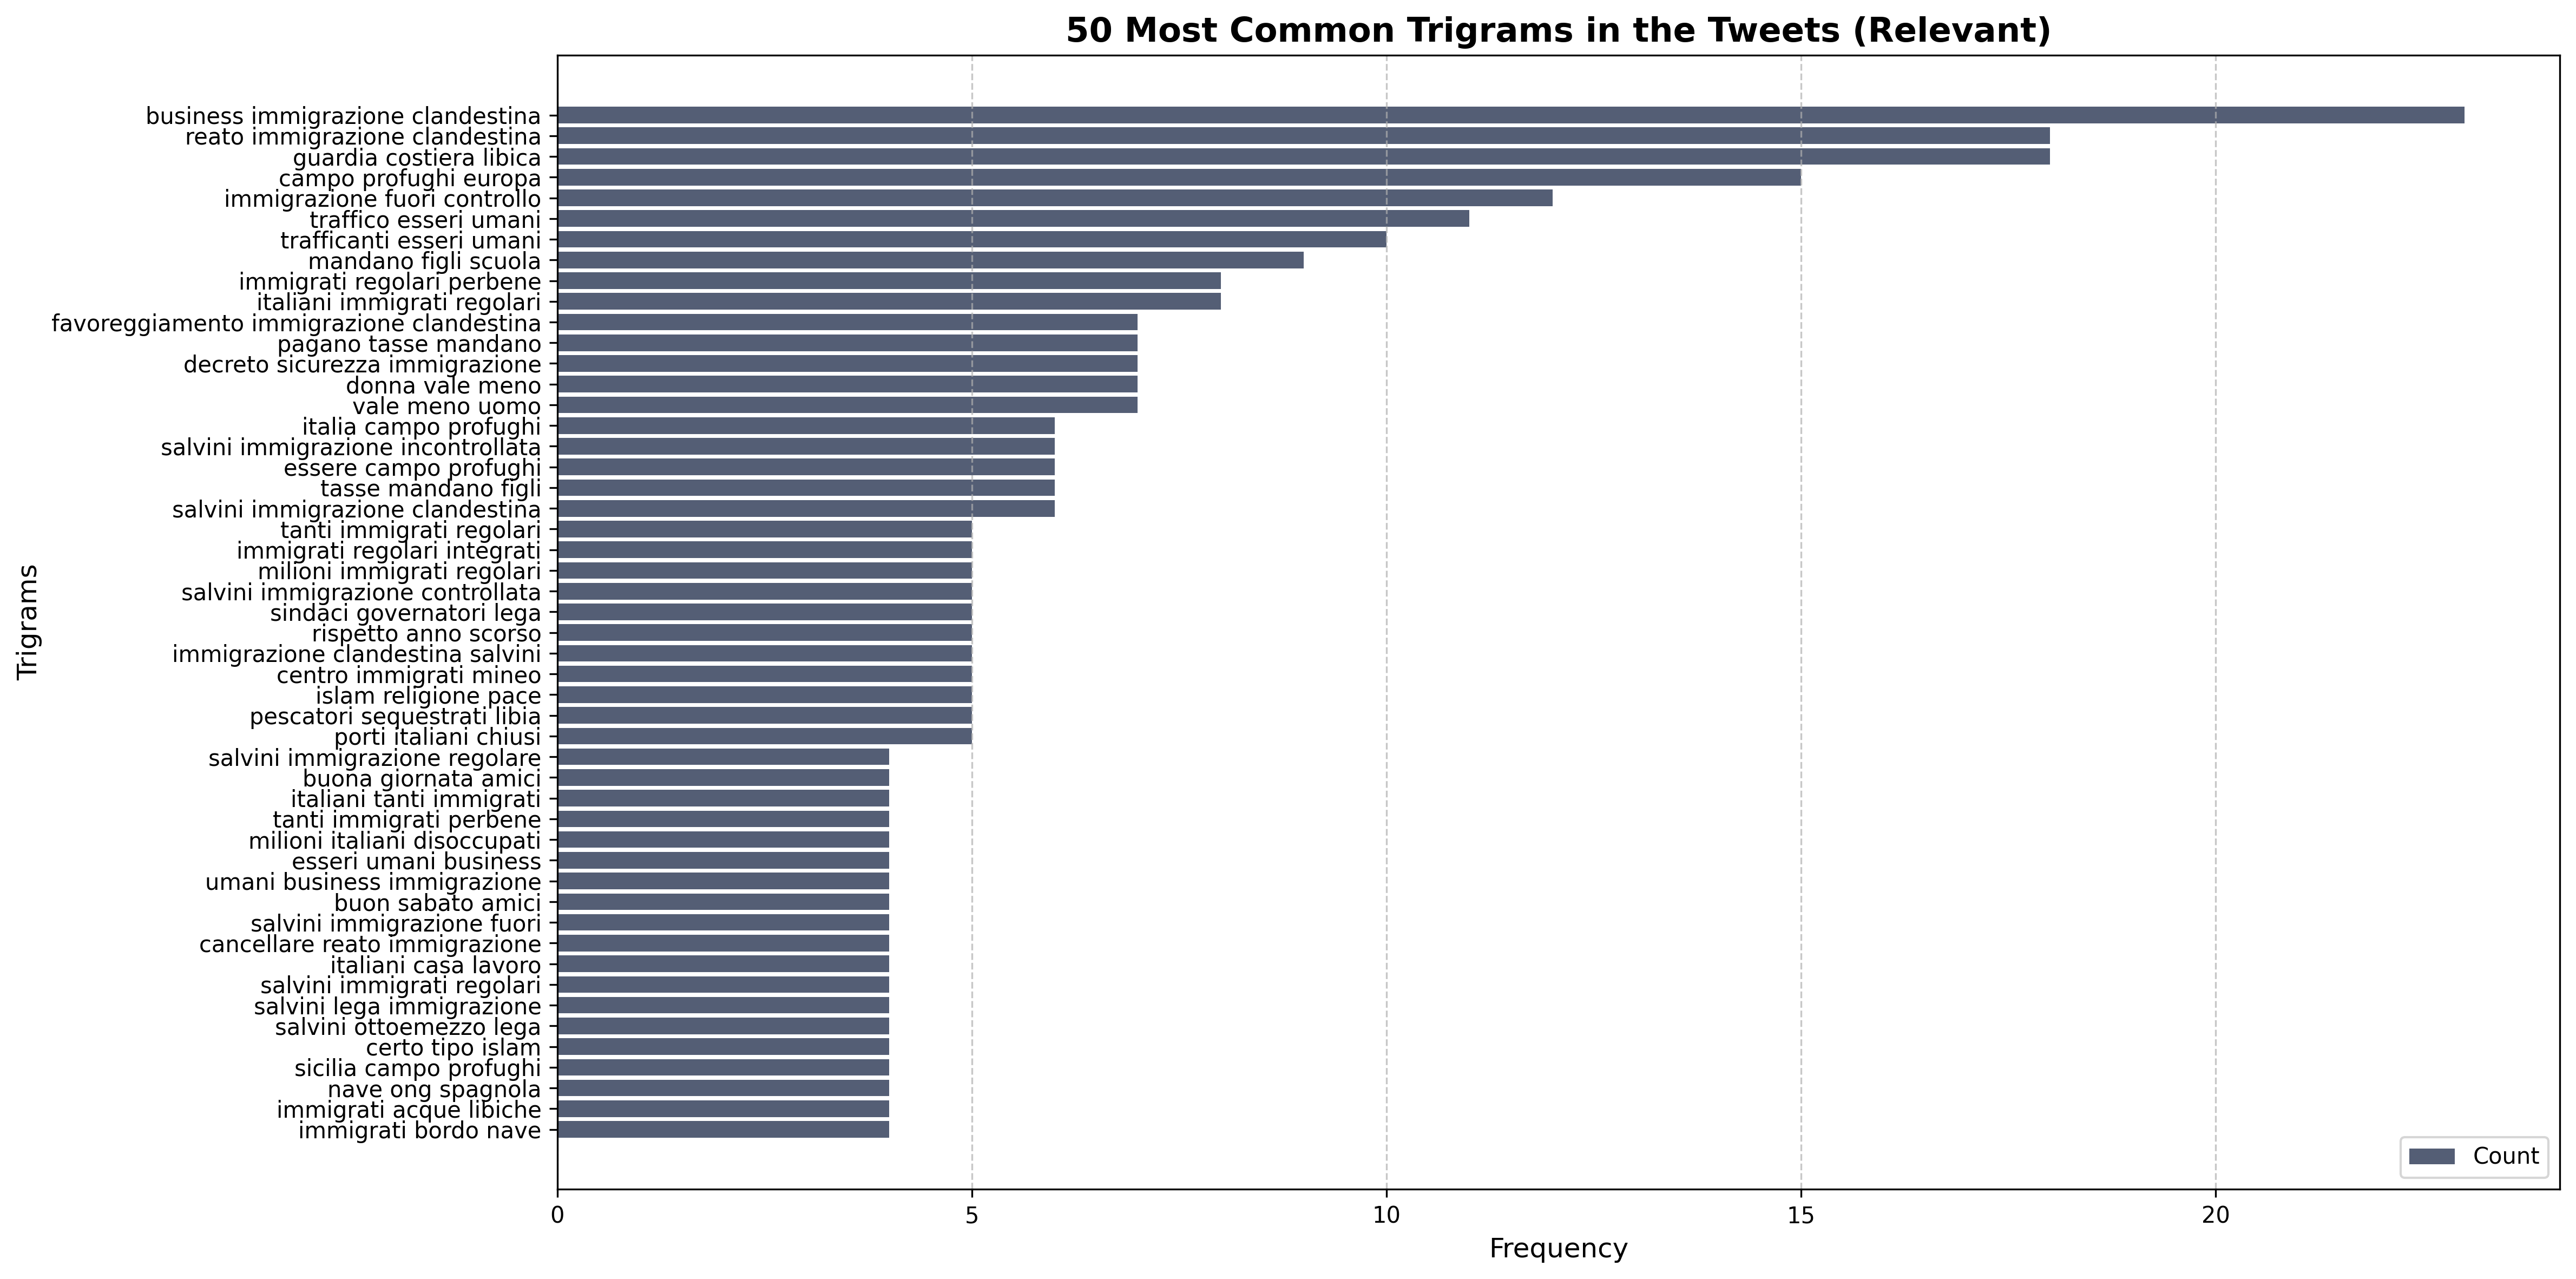 50 Most Common Trigrams in the Tweets (Relevant)
business immigrazione clandestina
reato immigrazione clandestina
guardia costiera libica
campo profughi europa
immigrazione fuori controllo
traffico esseri umani
trafficanti esseri umani
mandano figli scuola
immigrati regolari perbene
italiani immigrati regolari
favoreggiamento immigrazione clandestina
pagano tasse mandano
decreto sicurezza immigrazione
donna vale meno
vale meno uomo
italia campo profughi
salvini immigrazione incontrollata
essere campo profughi
tasse mandano figli
salvini immigrazione clandestina
tanti immigrati regolari
immigrati regolari integrati
milioni immigrati regolari
salvini immigrazione controllata
sindaci governatori lega
rispetto anno scorso
immigrazione clandestina salvini
centro immigrati mineo
islam religione pace
pescatori sequestrati libia
porti italiani chiusi
salvini immigrazione regolare
buona giornata amici
italiani tanti immigrati
tanti immigrati perbene
milioni italiani disoccupati
esseri umani business
umani business immigrazione
buon sabato amici
salvini immigrazione fuori
cancellare reato immigrazione
italiani casa lavoro
salvini immigrati regolari
salvini lega immigrazione
salvini ottoemezzo lega
certo tipo islam
sicilia campo profughi
nave ong spagnola
immigrati acque libiche
immigrati bordo nave
Trigrams
Count
0 5 10 15 20
Frequency